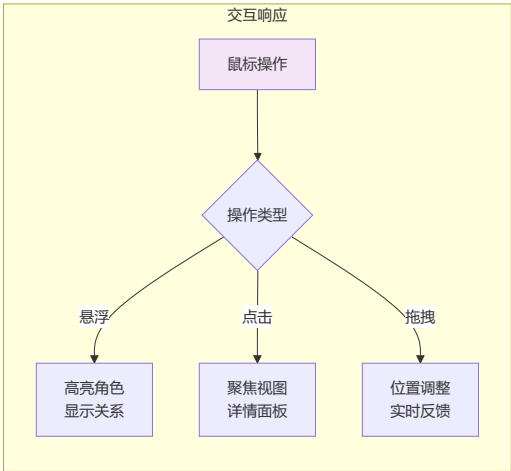 交互响应
鼠标操作
操作类型
悬浮
点击
拖拽
高亮角色
显示关系
聚焦视图
详情面板
位置调整
实时反馈